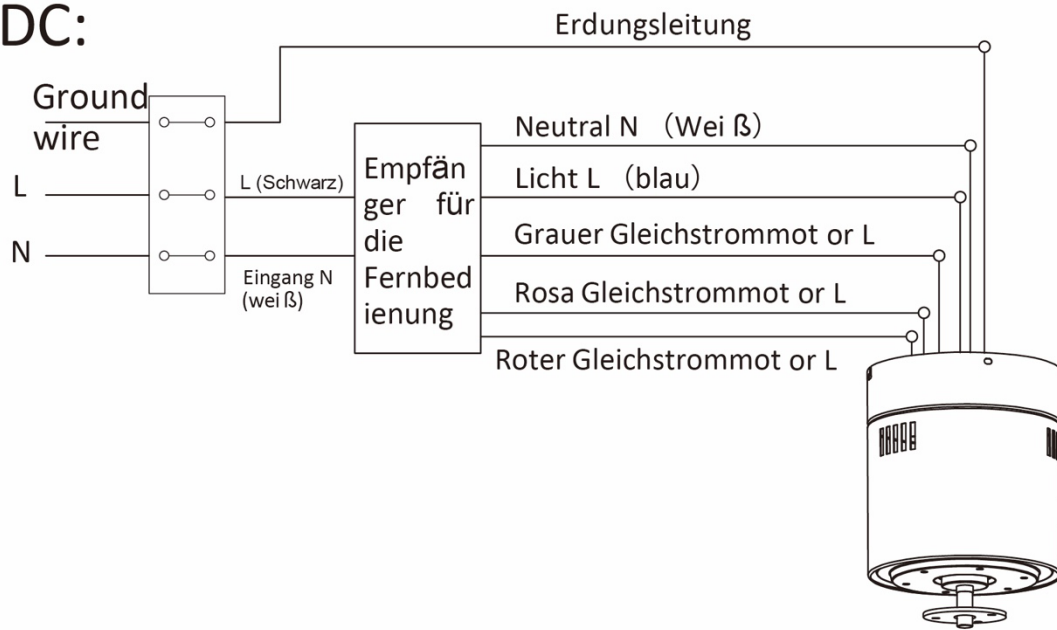 DC:
Erdungsleitung
Ground
wire
L
N
L (Schwarz)
Eingang N
(wei ß)
Empfän
ger für
die
Fernbed
ienung
Neutral N （Wei ß）
Licht L （blau）
Grauer Gleichstrommot or L
Rosa Gleichstrommot or L
Roter Gleichstrommot or L